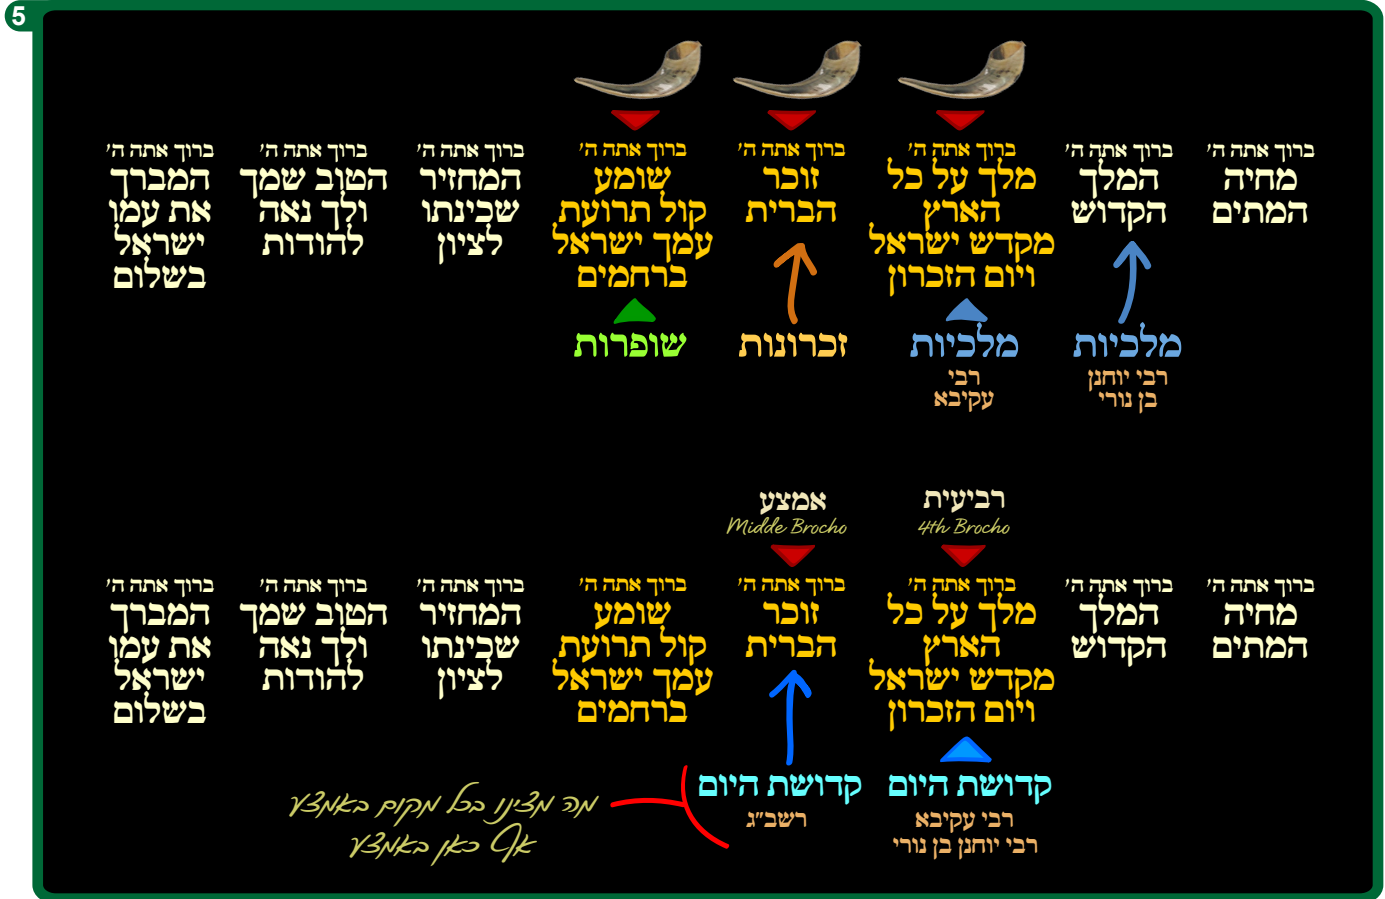 5
ברוך אתה ה'
מחיה
המתים
ברוך אתה ה'
המלך
הקדוש
ברוך אתה ה'
מלך על כל
הארץ
מקדש ישראל
ויום הזכרון
ברוך אתה ה'
זוכר
הברית
ברוך אתה ה'
שומע
קול תרועת
עמך ישראל
ברחמים
ברוך אתה ה'
המחזיר
שכינתו
לציון
ברוך אתה ה'
הטוב שמך
ולך נאה
להודות
ברוך אתה ה'
המברך
את עמו
ישראל
בשלום
מלכיות
רבי יוחנן
בן נורי
מלכיות
רבי
עקיבא
זכרונות
שופרות
רביעית
4th Brocho
אמצע
Midde Brocho
ברוך אתה ה'
מחיה
המתים
ברוך אתה ה'
המלך
הקדוש
ברוך אתה ה'
מלך על כל
הארץ
מקדש ישראל
ויום הזכרון
ברוך אתה ה'
זוכר
הברית
ברוך אתה ה'
שומע
קול תרועת
עמך ישראל
ברחמים
ברוך אתה ה'
המחזיר
שכינתו
לציון
ברוך אתה ה'
הטוב שמך
ולך נאה
להודות
ברוך אתה ה'
המברך
את עמו
ישראל
בשלום
קדושת היום
רבי עקיבא
רבי יוחנן בן נורי
קדושת היום
רשב"ג
מה מצינו בכל מקום באמצע
אף כאן באמצע